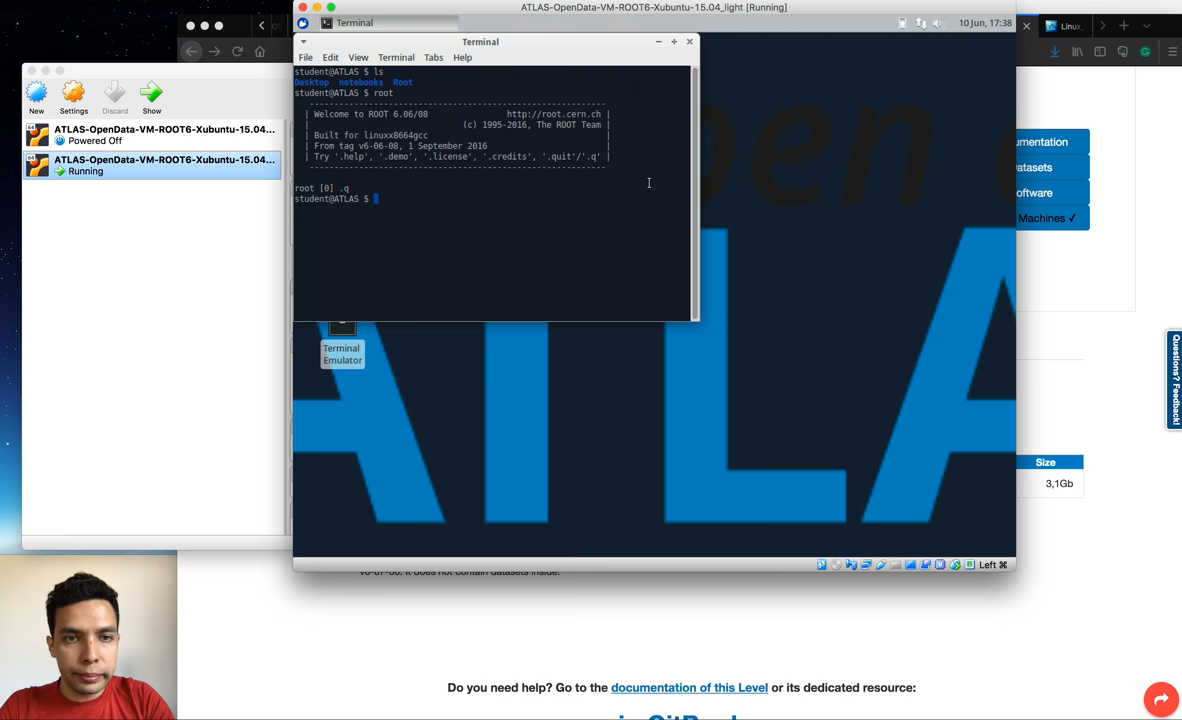 ATLAS-OpenData-VM-ROOT6-Xubuntu-15.04_light [Running]
Terminal
10 Jun, 17:38
Linux
Terminal
File Edit View Terminal Tabs Help
student@ATLAS $ ls
Desktop notebooks Root
student@ATLAS $ root
------------------------------------------------------------
| Welcome to ROOT 6.06/08 http://root.cern.ch |
| (c) 1995-2016, The ROOT Team |
| Built for linuxx8664gcc |
| From tag v6-06-08, 1 September 2016 |
| Try '.help', '.demo', '.license', '.credits', '.quit'/'.q' |
------------------------------------------------------------
root [0] .q
student@ATLAS $
New Settings Discard Show
ATLAS-OpenData-VM-ROOT6-Xubuntu-15.04...
Powered Off
ATLAS-OpenData-VM-ROOT6-Xubuntu-15.04...
Running
Terminal
Emulator
pen
ATLA
umentation
atasets
oftware
Machines ✓
Questions? Feedback!
Size
3,1Gb
Left ⌘
Do you need help? Go to the documentation of this Level or its dedicated resource: